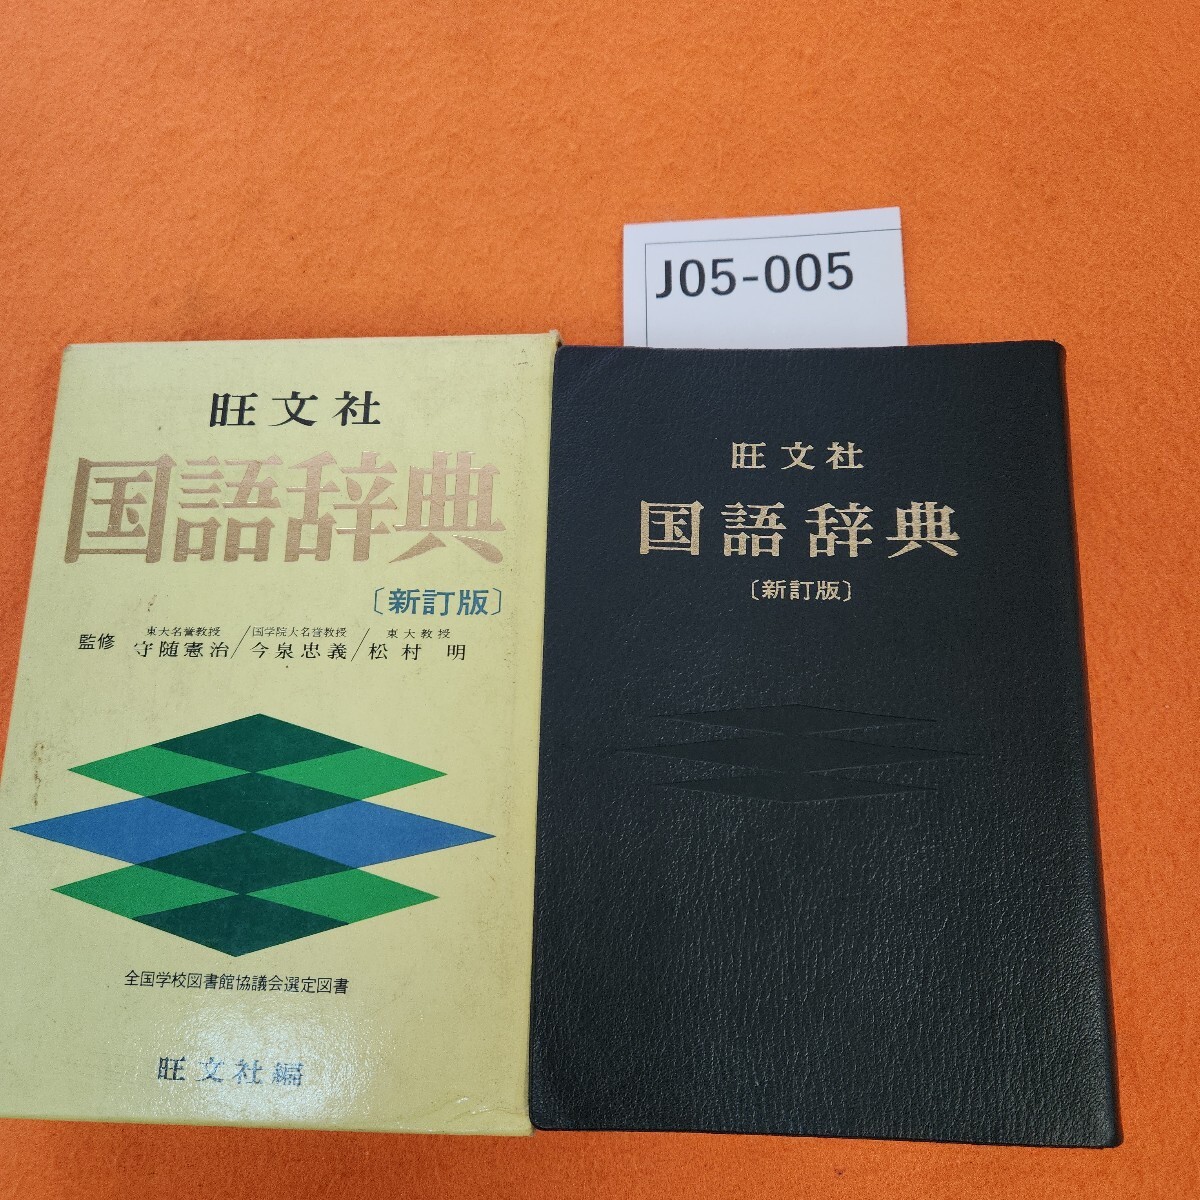 J05-005
旺文社
国語辞典
〔新訂版〕
監修 東大名誉教授 守随憲治/国学院大名誉教授 今泉忠義/東大教授 松村 明
全国学校図書館協議会選定図書
旺文社編
旺文社
国語辞典
〔新訂版〕